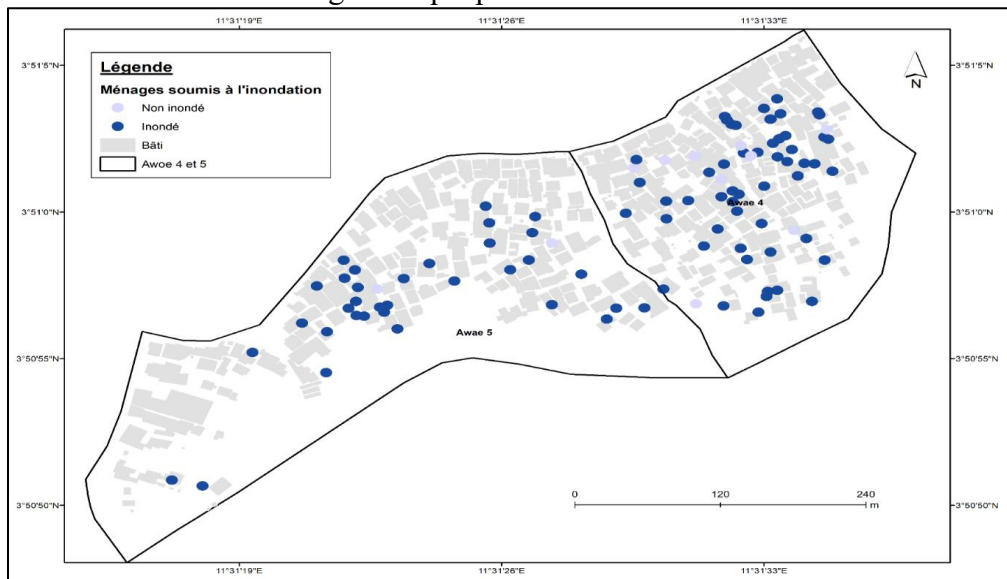 11°31'19"E 11°31'26"E 11°31'33"E
3°51'5"N 3°51'5"N
Légende
Ménages soumis à l'inondation
Non inondé
Inondé
Bâti
Awoe 4 et 5
N
Awae 4
3°51'0"N 3°51'0"N
Awae 5
3°50'55"N 3°50'55"N
0 120 240
m
3°50'50"N 3°50'50"N
11°31'19"E 11°31'26"E 11°31'33"E